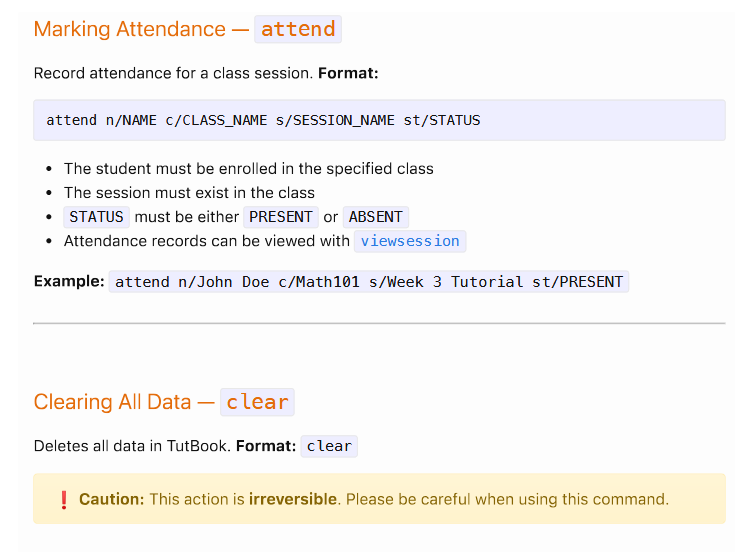 Marking Attendance — attend
Record attendance for a class session. Format:
attend n/NAME c/CLASS_NAME s/SESSION_NAME st/STATUS
• The student must be enrolled in the specified class
• The session must exist in the class
• STATUS must be either PRESENT or ABSENT
• Attendance records can be viewed with viewsession
Example: attend n/John Doe c/Math101 s/Week 3 Tutorial st/PRESENT
Clearing All Data — clear
Deletes all data in TutBook. Format: clear
❗ Caution: This action is irreversible. Please be careful when using this command.